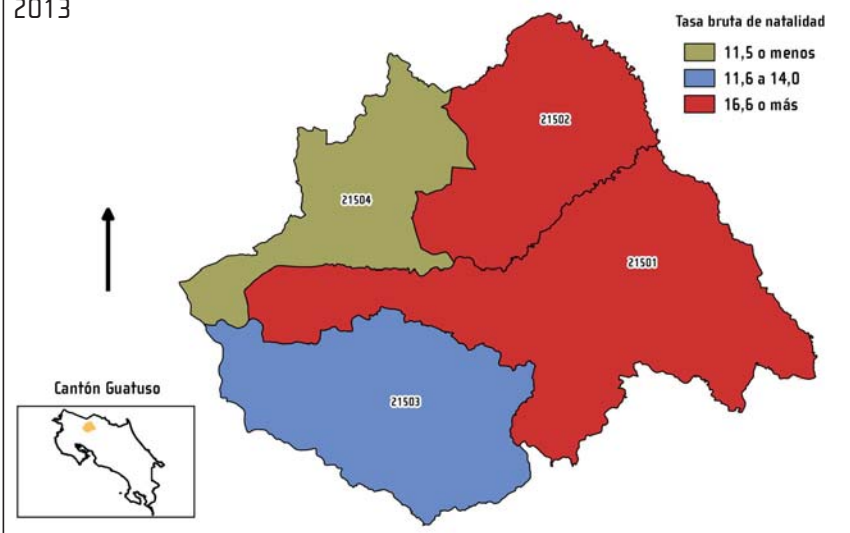 2013
Tasa bruta de natalidad
11,5 o menos
11,6 a 14,0
16,6 o más
21502
21504
21501
21503
Cantón Guatuso